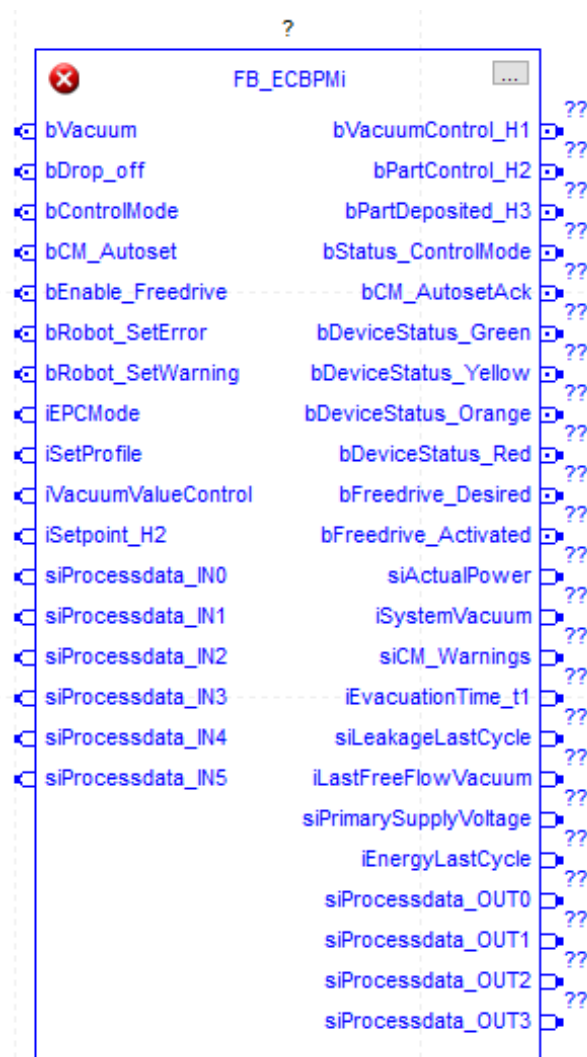 ?
FB_ECBPMi ...
??
bVacuum bVacuumControl_H1
??
bDrop_off bPartControl_H2
??
bControlMode bPartDeposited_H3
??
bCM_Autoset bStatus_ControlMode
??
bEnable_Freedrive bCM_AutosetAck
??
bRobot_SetError bDeviceStatus_Green
??
bRobot_SetWarning bDeviceStatus_Yellow
??
iEPCMode bDeviceStatus_Orange
??
iSetProfile bDeviceStatus_Red
??
iVacuumValueControl bFreedrive_Desired
??
iSetpoint_H2 bFreedrive_Activated
??
siProcessdata_IN0 siActualPower
??
siProcessdata_IN1 iSystemVacuum
??
siProcessdata_IN2 siCM_Warnings
??
siProcessdata_IN3 iEvacuationTime_t1
??
siProcessdata_IN4 siLeakageLastCycle
??
siProcessdata_IN5 iLastFreeFlowVacuum
??
siPrimarySupplyVoltage
??
iEnergyLastCycle
??
siProcessdata_OUT0
??
siProcessdata_OUT1
??
siProcessdata_OUT2
??
siProcessdata_OUT3